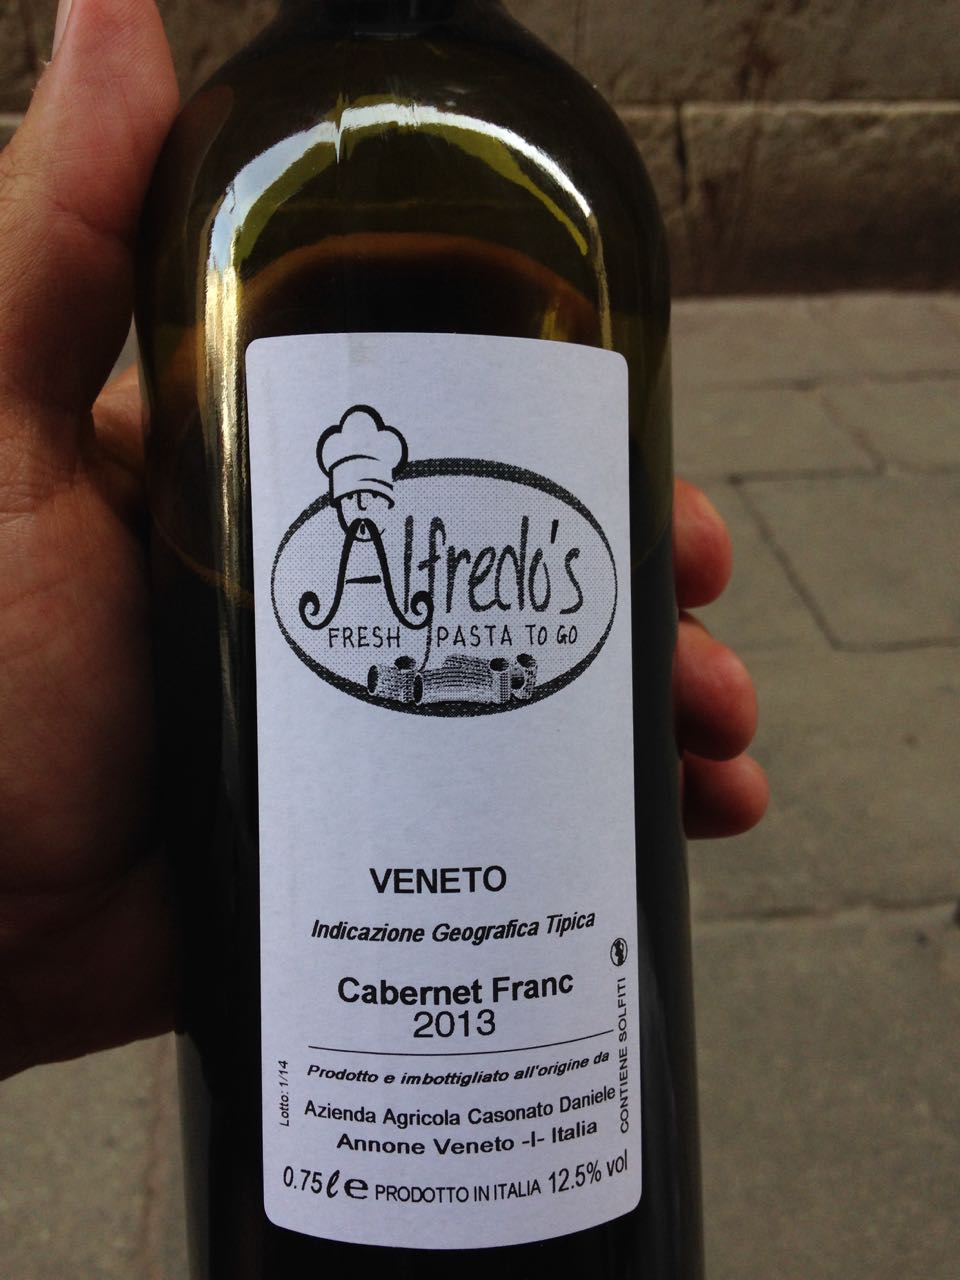 Alfredo's
FRESH PASTA TO GO
VENETO
Indicazione Geografica Tipica
Cabernet Franc
2013
Prodotto e imbottigliato all'origine da
Azienda Agricola Casonato Daniele
Annone Veneto -I- Italia
0.75 ℓ e PRODOTTO IN ITALIA 12.5% vol
Lotto: 1/14
CONTIENE SOLFITI